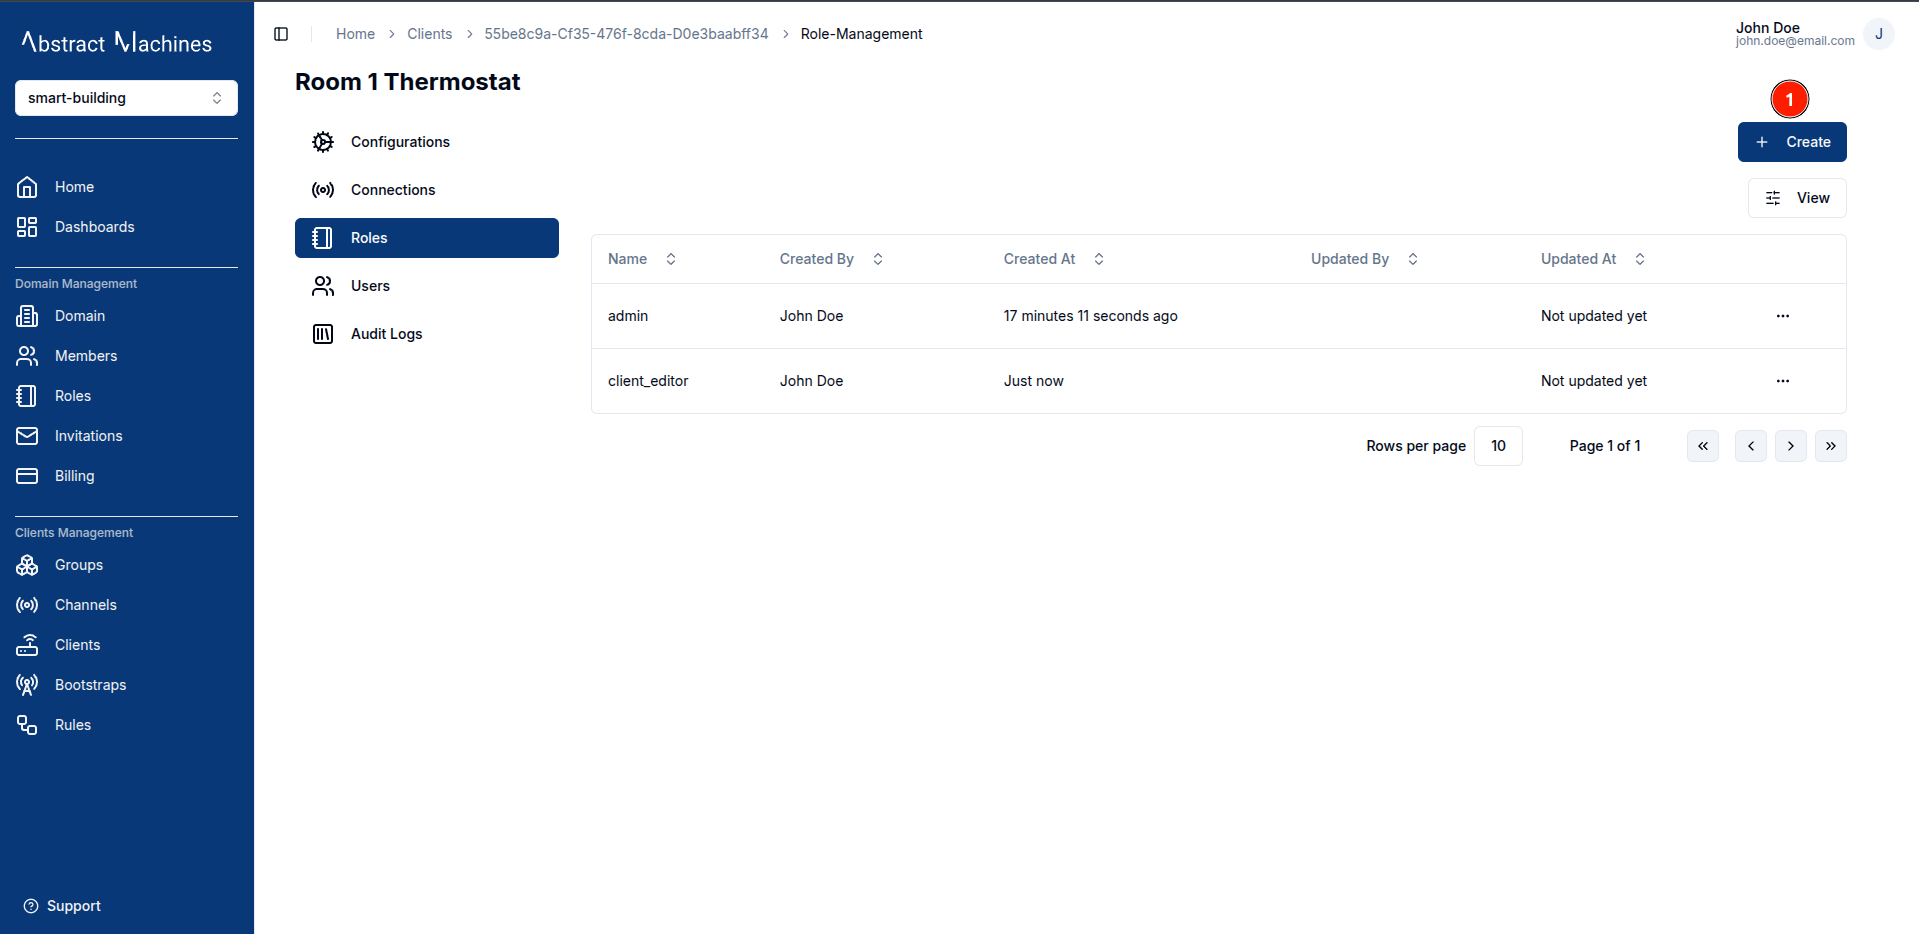 Abstract Machines
smart-building
Home
Dashboards
Domain Management
Domain
Members
Roles
Invitations
Billing
Clients Management
Groups
Channels
Clients
Bootstraps
Rules
Support
Home > Clients > 55be8c9a-Cf35-476f-8cda-D0e3baabff34 > Role-Management
John Doe
john.doe@email.com
J
Room 1 Thermostat
Configurations
Connections
Roles
Users
Audit Logs
1
+ Create
View
Name Created By Created At Updated By Updated At
admin John Doe 17 minutes 11 seconds ago Not updated yet ...
client_editor John Doe Just now Not updated yet ...
Rows per page 10 Page 1 of 1